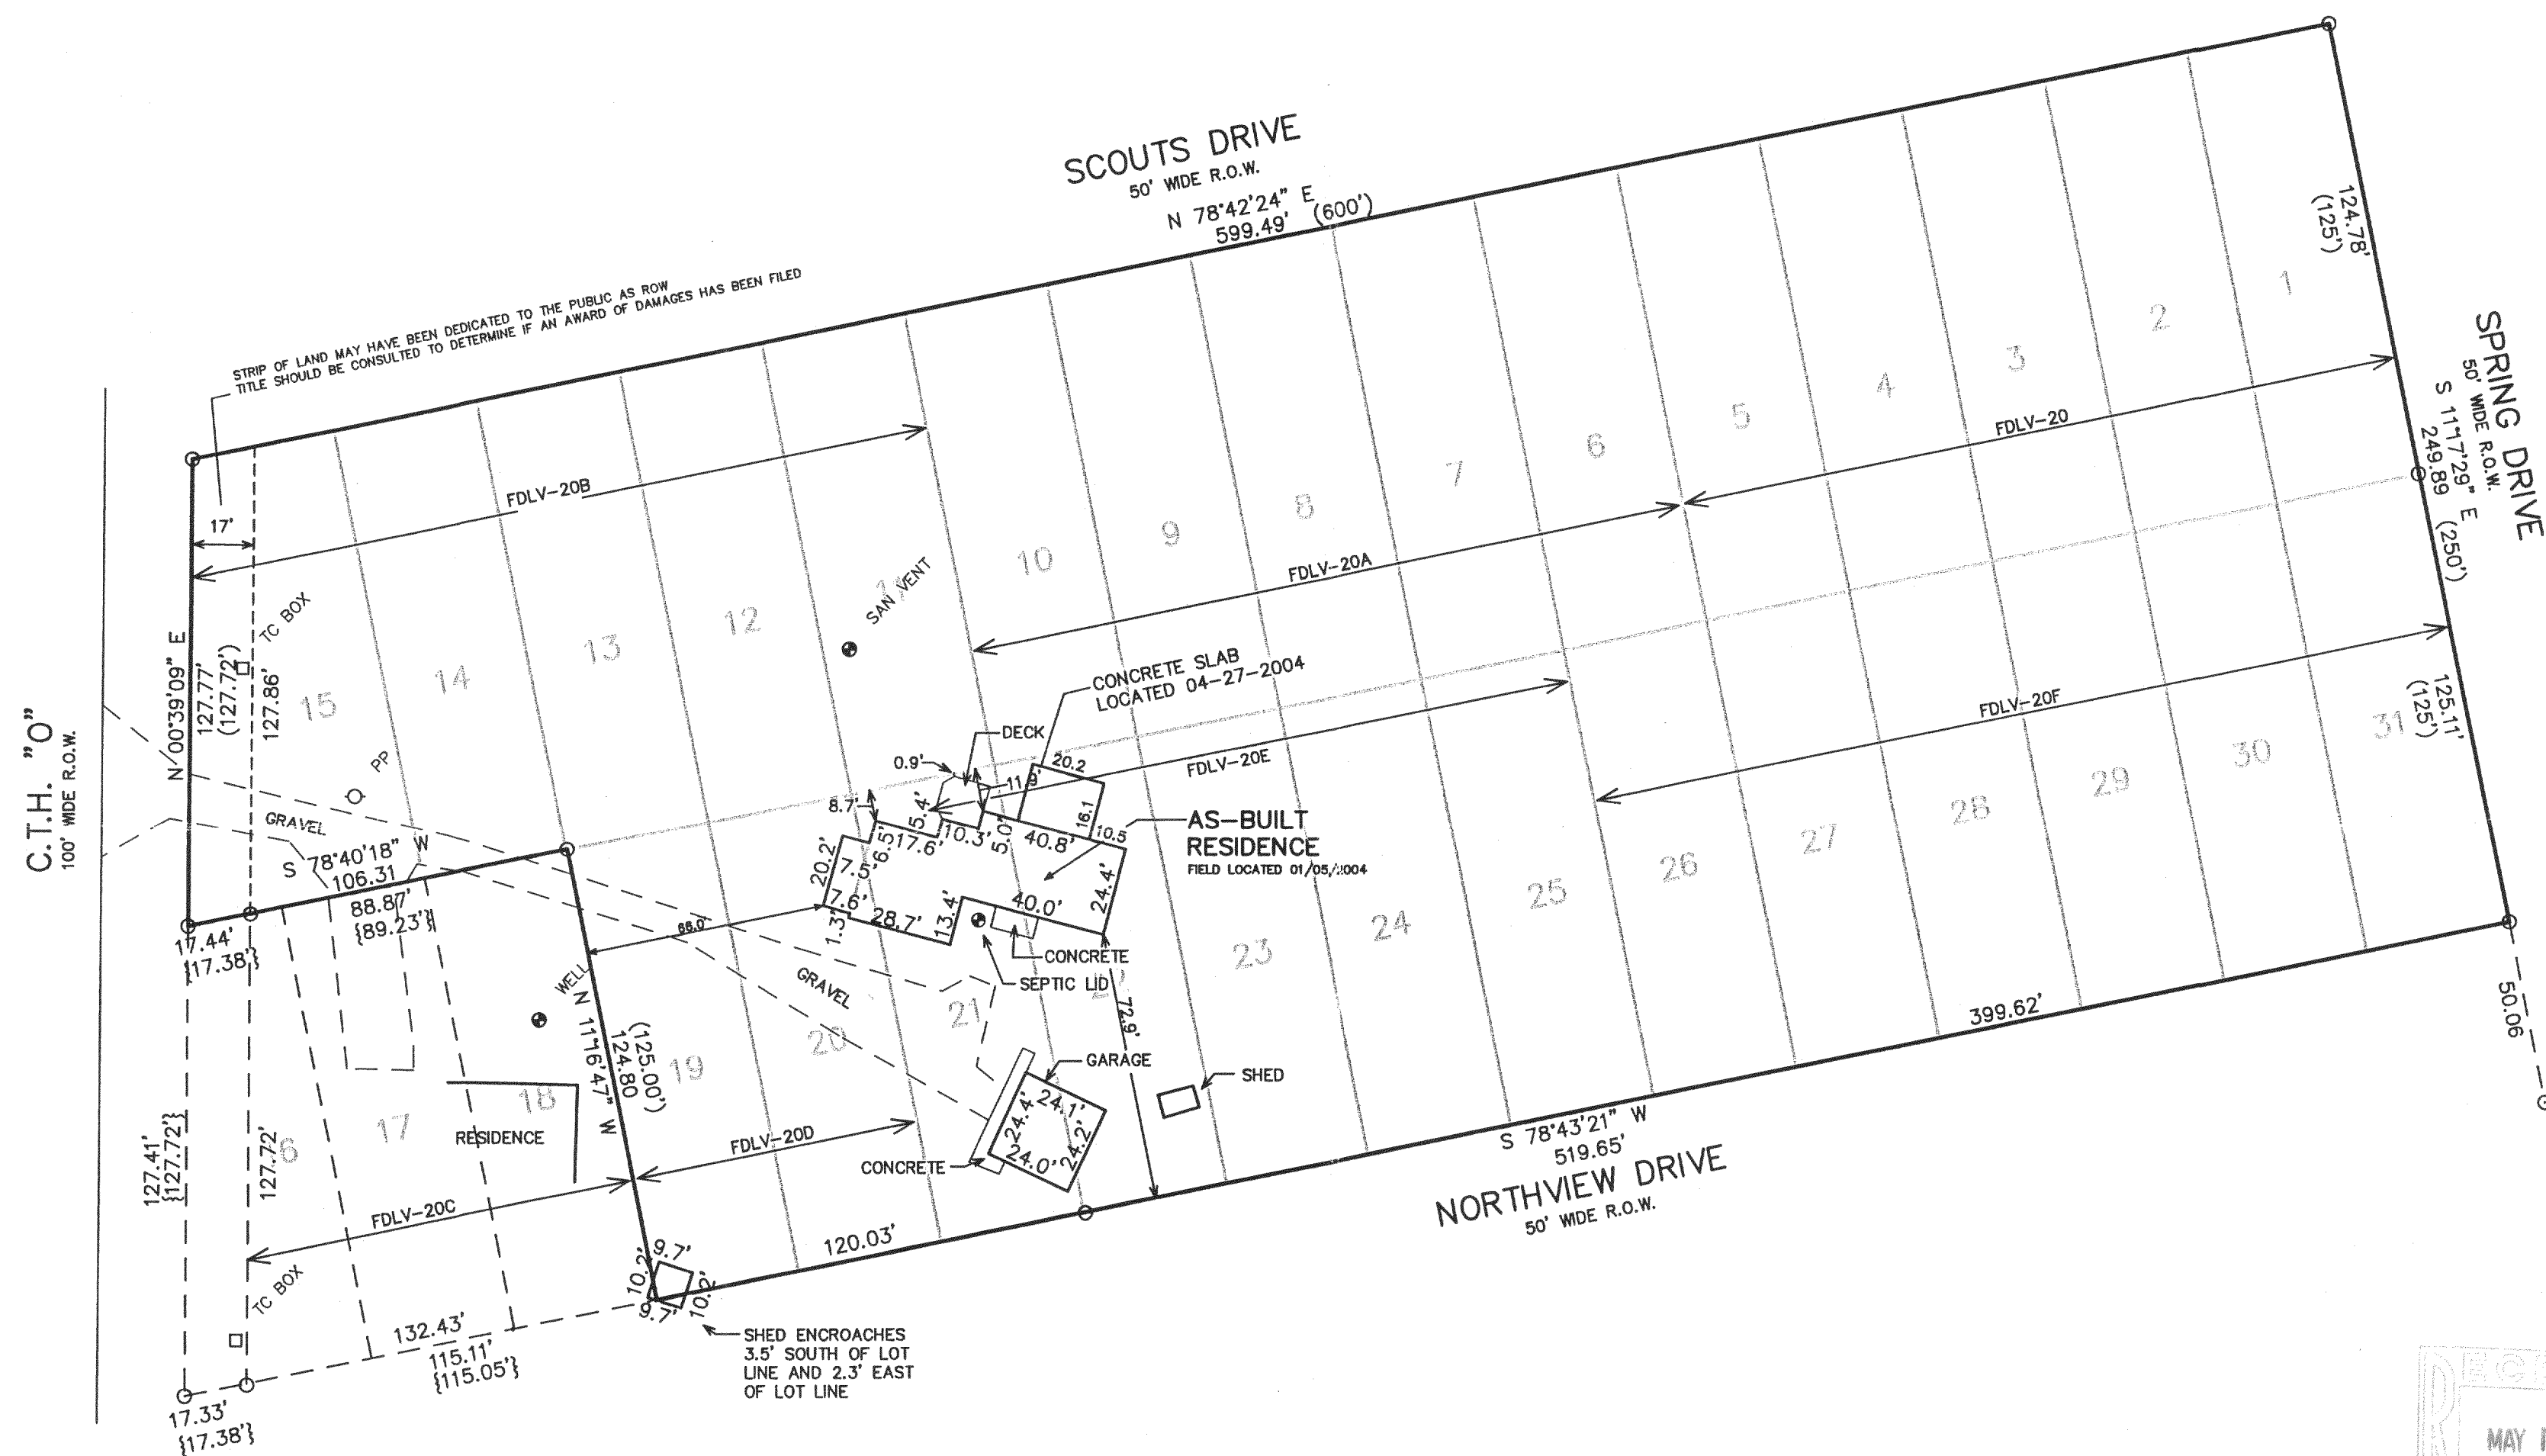 SCOUTS DRIVE
50' WIDE R.O.W.
N 78°42'24" E
599.49' (600')
STRIP OF LAND MAY HAVE BEEN DEDICATED TO THE PUBLIC AS ROW
TITLE SHOULD BE CONSULTED TO DETERMINE IF AN AWARD OF DAMAGES HAS BEEN FILED
124.78'
(125')
SPRING DRIVE
50' WIDE R.O.W.
S 11°17'29" E
249.89 (250')
125.11'
(125')
50.06
1
2
3
4
5
6
7
8
9
10
12
13
14
15
FDLV-20
FDLV-20A
FDLV-20B
17'
SAN VENT
TC BOX
N 00°39'09" E
127.77'
(127.72')
127.86'
C.T.H. "O"
100' WIDE R.O.W.
PP
GRAVEL
S 78°40'18" W
106.31
88.87'
{89.23'}
17.44'
{17.38'}
CONCRETE SLAB
LOCATED 04-27-2004
DECK
0.9'
11.9'
20.2
16.1
10.5
8.7'
5.4'
6.5'
17.6'
10.3'
5.0'
40.8'
20.2'
7.5'
7.6'
1.3'
28.7'
13.4'
40.0'
24.4'
66.0'
AS-BUILT
RESIDENCE
FIELD LOCATED 01/05/2004
FDLV-20E
FDLV-20F
31
30
29
28
27
26
25
24
23
21
20
19
18
17
6
CONCRETE
SEPTIC LID
GRAVEL
72.9'
WELL
N 11°16'47" W
124.80
(125.00')
RESIDENCE
GARAGE
24.1'
24.4'
24.2'
24.0'
CONCRETE
SHED
FDLV-20D
FDLV-20C
127.41'
{127.72'}
127.72'
TC BOX
120.03'
399.62'
S 78°43'21" W
519.65'
NORTHVIEW DRIVE
50' WIDE R.O.W.
9.7'
10.2'
10.2'
9.7'
SHED ENCROACHES
3.5' SOUTH OF LOT
LINE AND 2.3' EAST
OF LOT LINE
132.43'
115.11'
{115.05'}
17.33'
{17.38'}
MAY